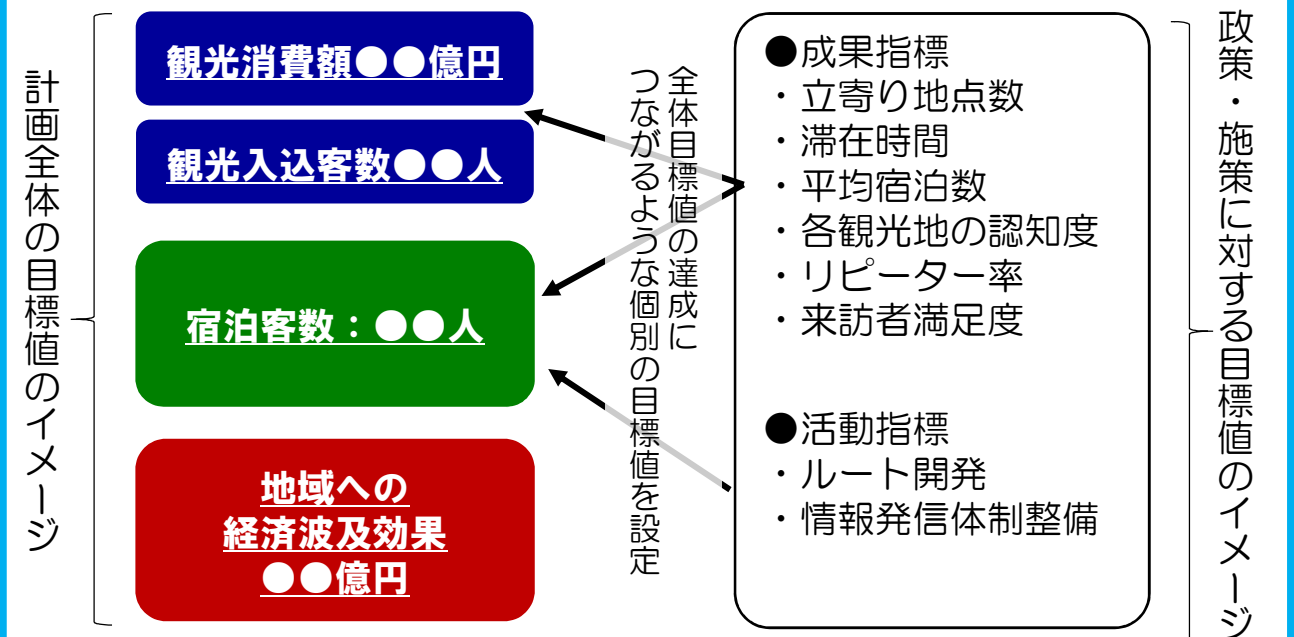 計画全体の目標値のイメージ
観光消費額●●億円
観光入込客数●●人
宿泊客数：●●人
地域への
経済波及効果
●●億円
全体目標値の達成に
つながるような個別の目標値を設定
●成果指標
・立寄り地点数
・滞在時間
・平均宿泊数
・各観光地の認知度
・リピーター率
・来訪者満足度
●活動指標
・ルート開発
・情報発信体制整備
政策・施策に対する目標値のイメージ